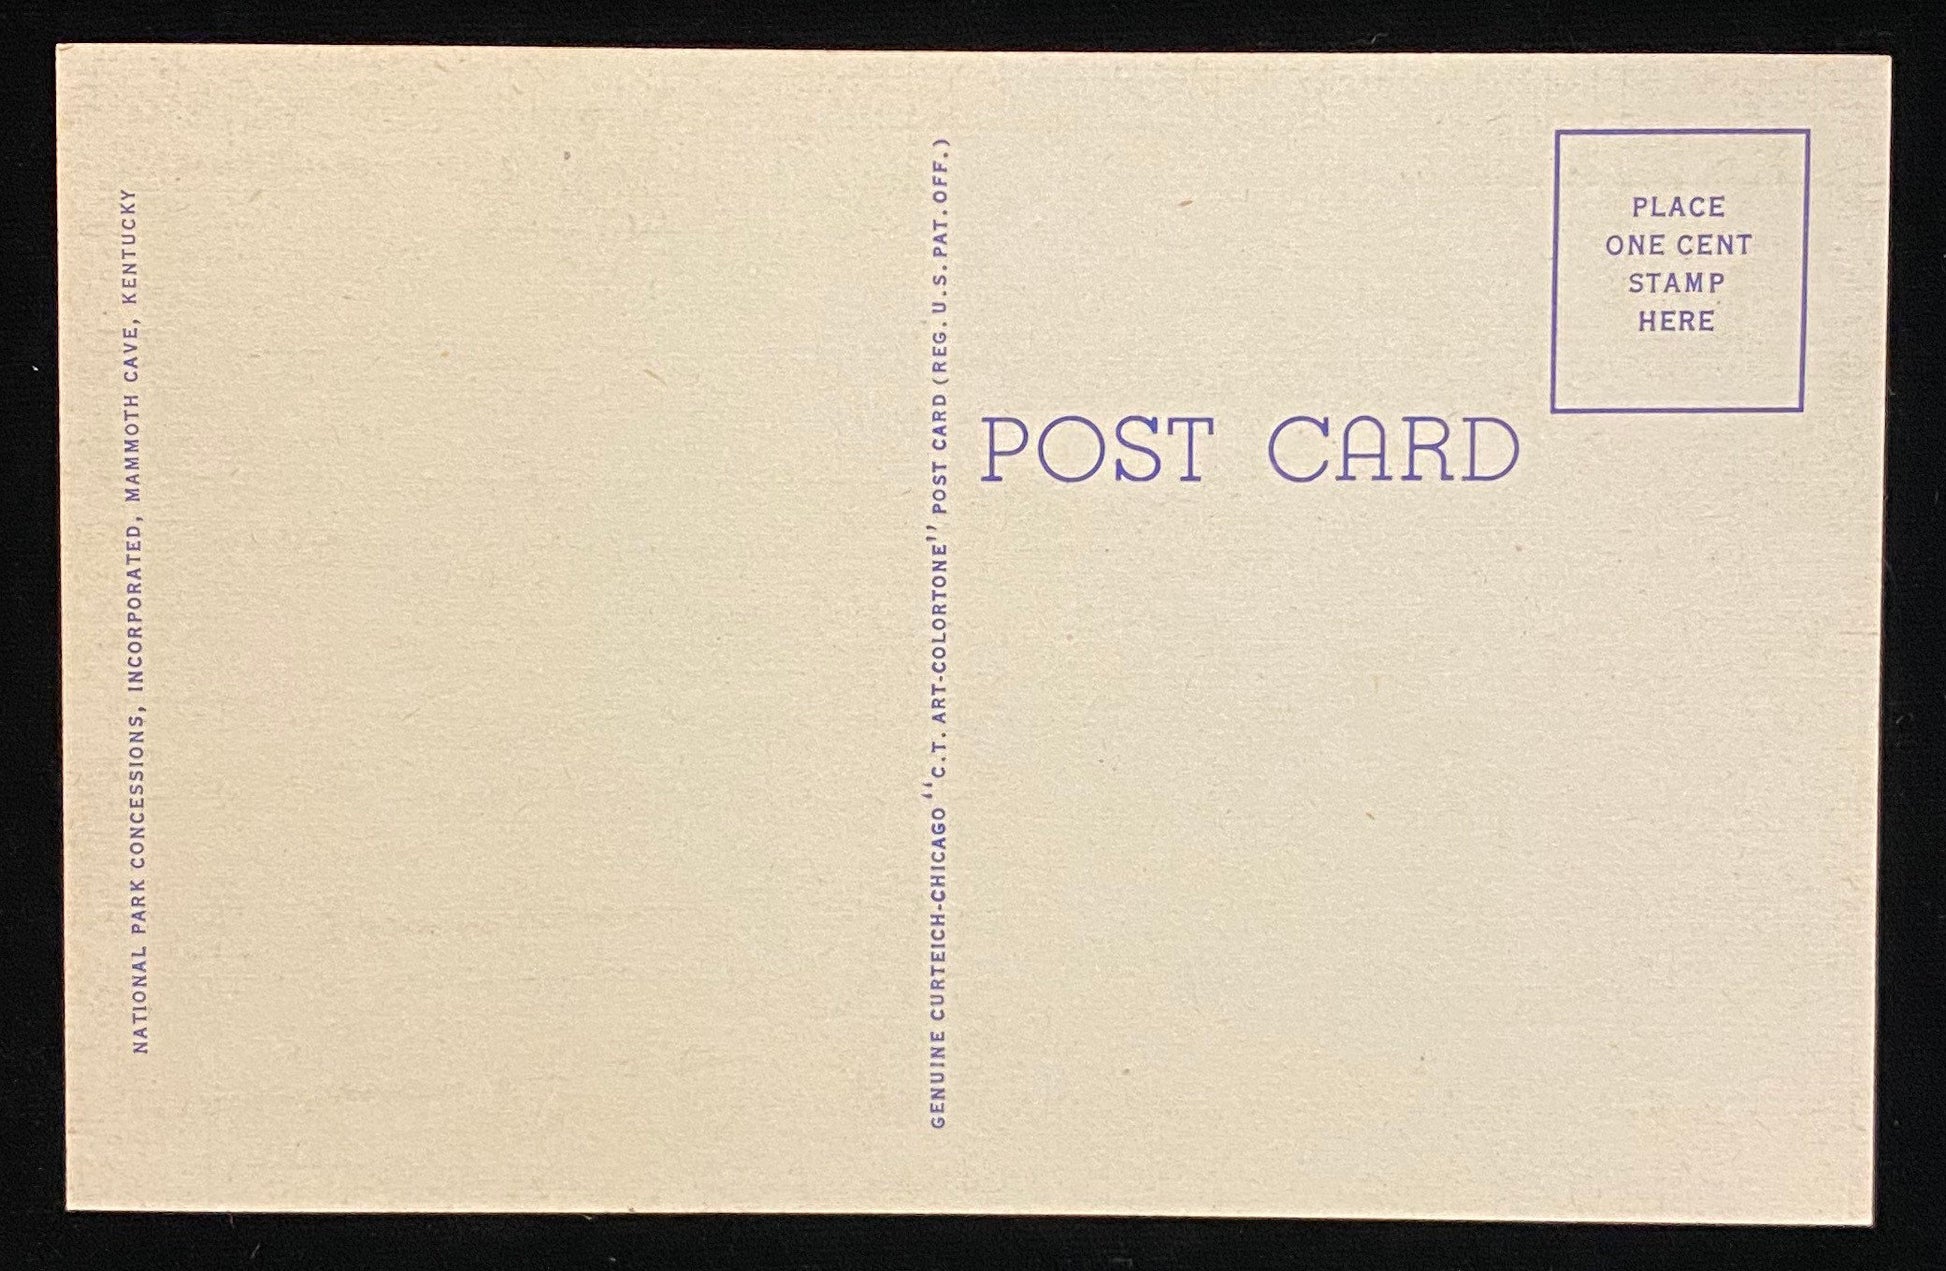 NATIONAL PARK CONCESSIONS, INCORPORATED, MAMMOTH CAVE, KENTUCKY
GENUINE CURTEICH-CHICAGO "C.T. ART-COLORTONE" POST CARD (REG. U.S. PAT. OFF.)
POST CARD
PLACE
ONE CENT
STAMP
HERE